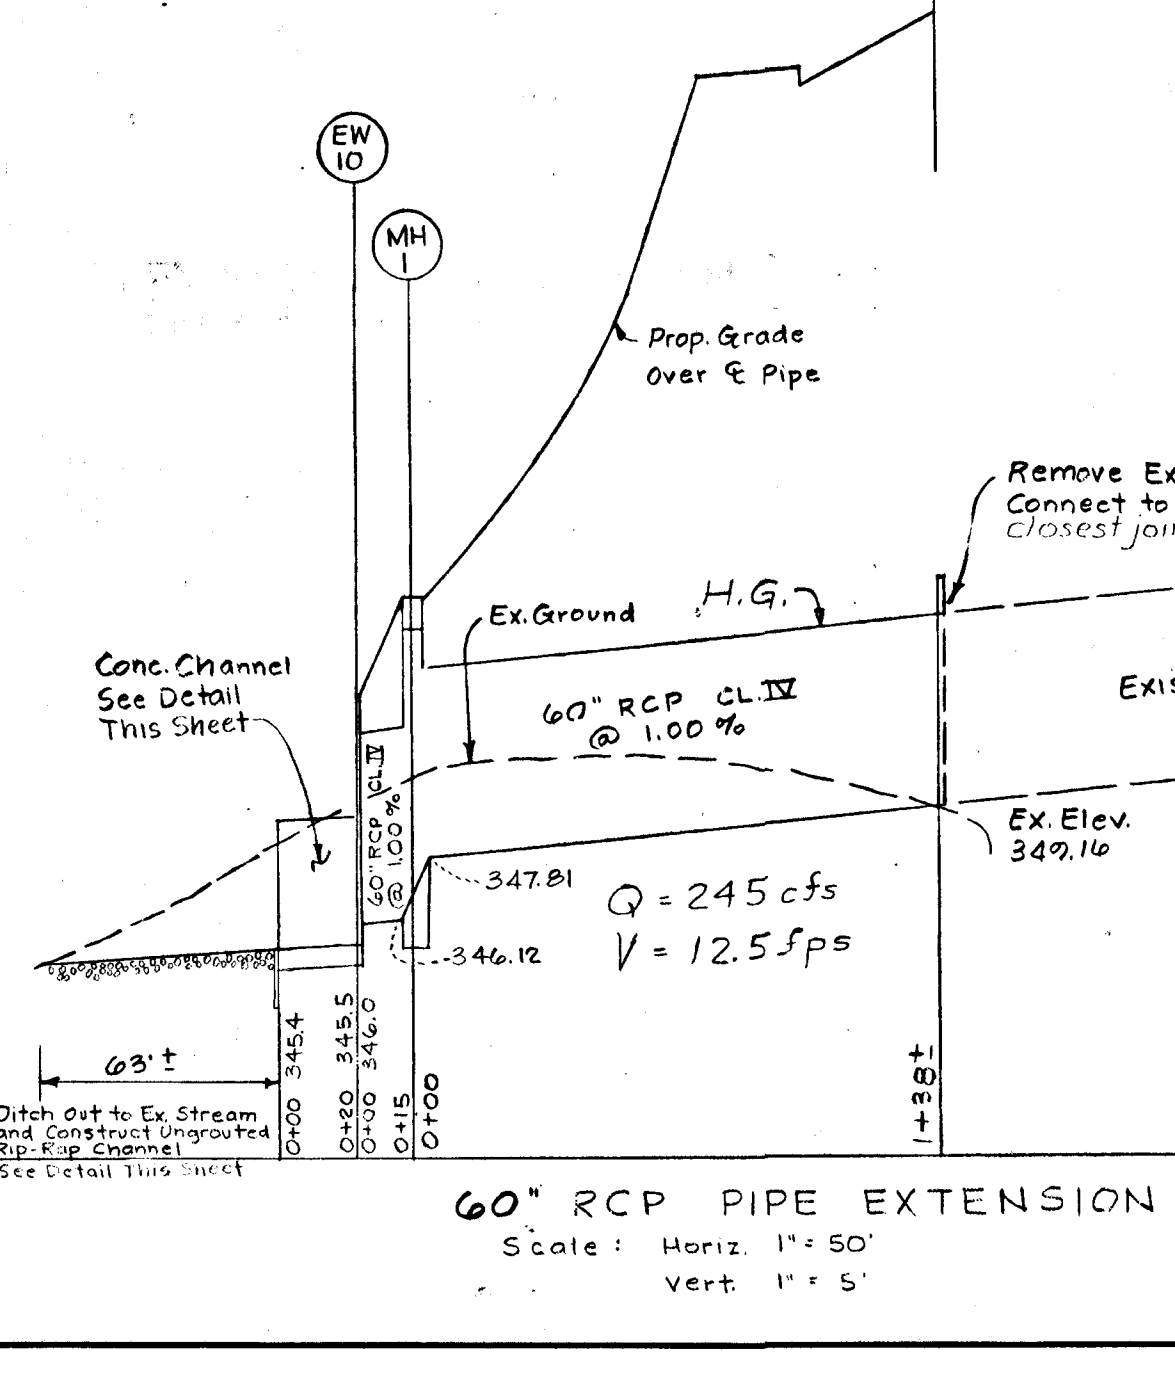 EW
10
MH
1
Prop. Grade
Over ℄ Pipe
Remove Ex
Connect to
closest join
H.G.
Ex. Ground
Conc. Channel
See Detail
This Sheet
60" RCP CL. IV
@ 1.00 %
Exis
60" RCP CL. IV
@ 1.00 %
Ex. Elev.
349.16
347.81
Q = 245 cfs
V = 12.5 fps
346.12
63' ±
0+00 345.4
0+20 345.5
0+00 346.0
0+15
0+00
1+38±
Ditch Out to Ex. Stream
and Construct Ungrouted
Rip-Rap Channel
See Detail This Sheet
60" RCP PIPE EXTENSION
Scale: Horiz. 1" = 50'
Vert. 1" = 5'